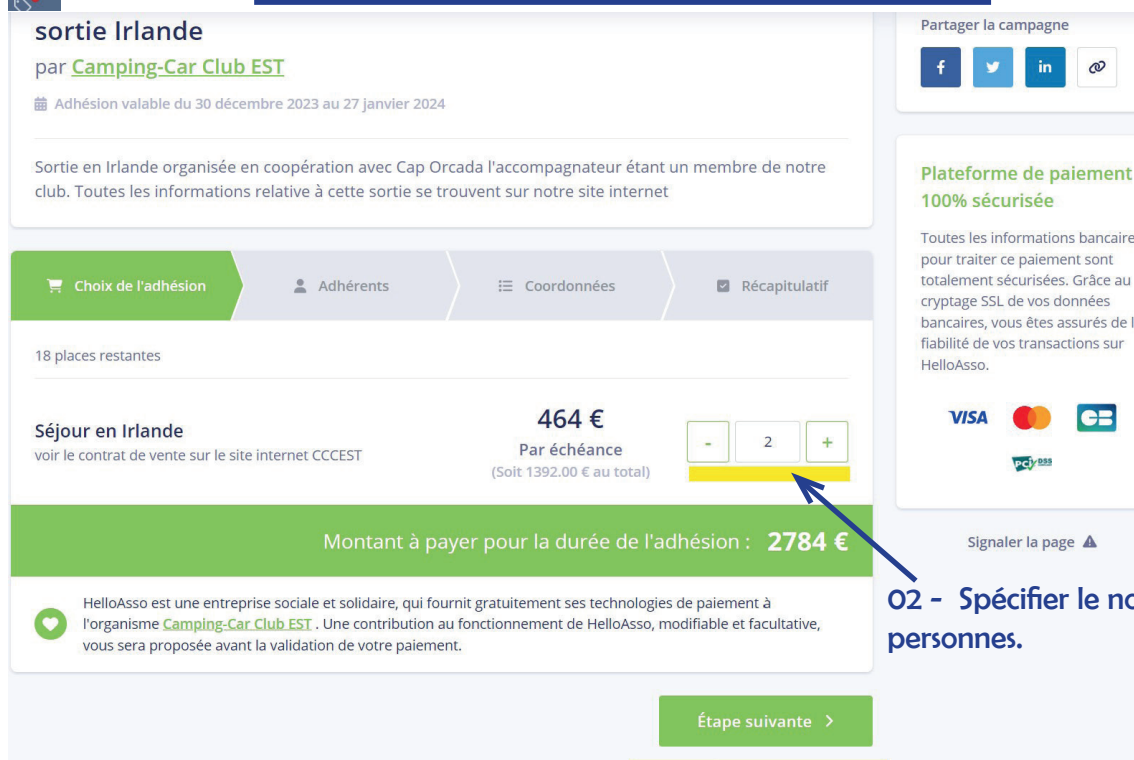 sortie Irlande
par Camping-Car Club EST
Adhésion valable du 30 décembre 2023 au 27 janvier 2024
Sortie en Irlande organisée en coopération avec Cap Orcada l'accompagnateur étant un membre de notre
club. Toutes les informations relative à cette sortie se trouvent sur notre site internet
Choix de l'adhésion
Adhérents
Coordonnées
Récapitulatif
18 places restantes
Séjour en Irlande
voir le contrat de vente sur le site internet CCCEST
464 €
Par échéance
(Soit 1392.00 € au total)
- 2 +
Montant à payer pour la durée de l'adhésion : 2784 €
HelloAsso est une entreprise sociale et solidaire, qui fournit gratuitement ses technologies de paiement à
l'organisme Camping-Car Club EST . Une contribution au fonctionnement de HelloAsso, modifiable et facultative,
vous sera proposée avant la validation de votre paiement.
Étape suivante >
Partager la campagne
f in
Plateforme de paiement
100% sécurisée
Toutes les informations bancaire
pour traiter ce paiement sont
totalement sécurisées. Grâce au
cryptage SSL de vos données
bancaires, vous êtes assurés de l
fiabilité de vos transactions sur
HelloAsso.
VISA CB
PCI DSS
Signaler la page
02 - Spécifier le no
personnes.